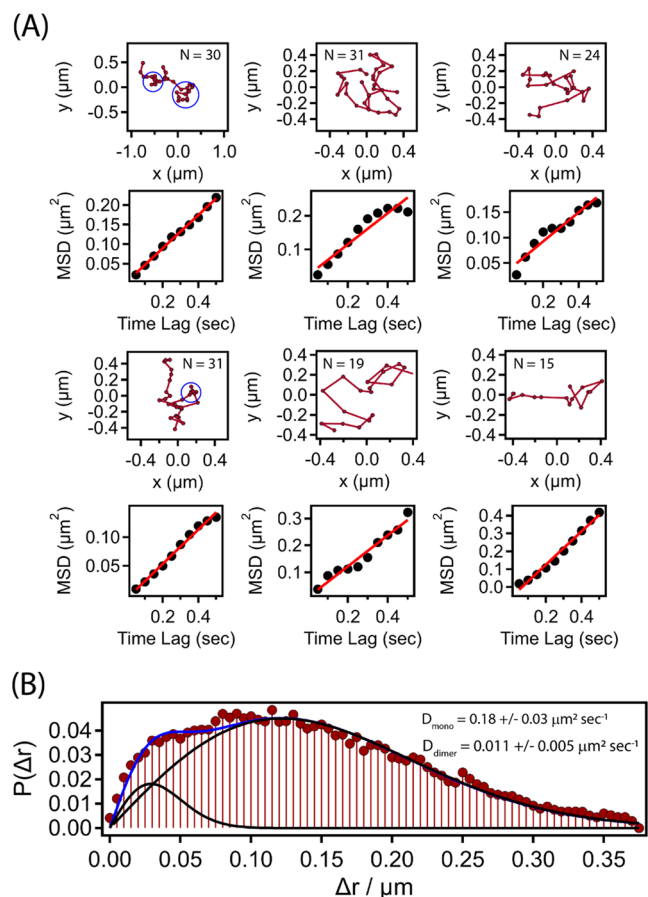 (A)
N = 30
N = 31
N = 24
y (µm)
0.5
0.0
-0.5
-1.0 0.0 1.0
x (µm)
y (µm)
0.4
0.2
0.0
-0.2
-0.4
-0.4 0.0 0.4
x (µm)
y (µm)
0.4
0.2
0.0
-0.2
-0.4
-0.4 0.0 0.4
x (µm)
MSD (µm²)
0.20
0.15
0.10
0.05
0.2 0.4
Time Lag (sec)
MSD (µm²)
0.2
0.1
0.2 0.4
Time Lag (sec)
MSD (µm²)
0.15
0.10
0.05
0.2 0.4
Time Lag (sec)
N = 31
N = 19
N = 15
y (µm)
0.4
0.2
0.0
-0.2
-0.4
-0.4 0.0 0.4
x (µm)
y (µm)
0.4
0.2
0.0
-0.2
-0.4
-0.4 0.0 0.4
x (µm)
y (µm)
0.4
0.2
0.0
-0.2
-0.4
-0.4 0.0 0.4
x (µm)
MSD (µm²)
0.10
0.05
0.2 0.4
Time Lag (sec)
MSD (µm²)
0.3
0.2
0.1
0.2 0.4
Time Lag (sec)
MSD (µm²)
0.4
0.3
0.2
0.1
0.0
0.2 0.4
Time Lag (sec)
(B)
D mono = 0.18 +/- 0.03 µm² sec⁻¹
D dimer = 0.011 +/- 0.005 µm² sec⁻¹
P(Δr)
0.04
0.03
0.02
0.01
0.00
0.00 0.05 0.10 0.15 0.20 0.25 0.30 0.35
Δr / µm